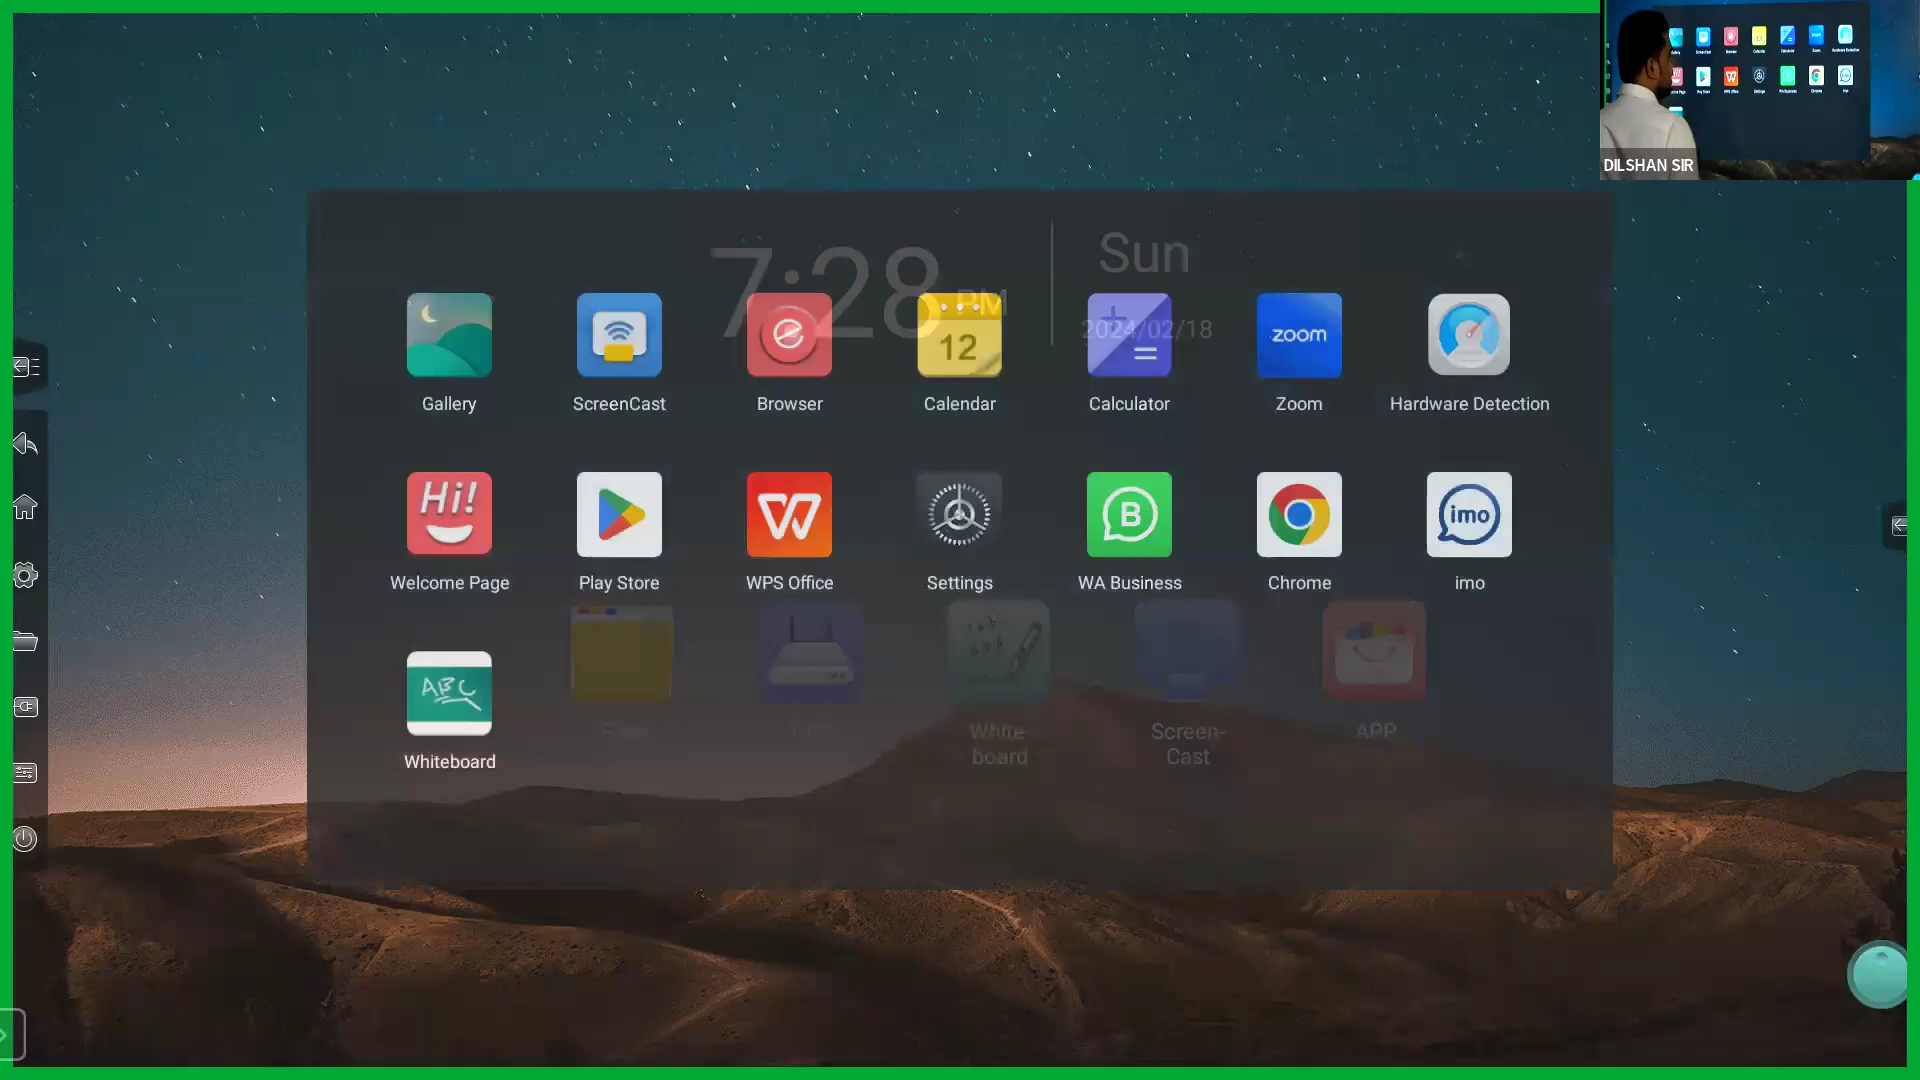 DILSHAN SIR
7:28 PM
Sun
2024/02/18
12
zoom
Gallery
ScreenCast
Browser
Calendar
Calculator
Zoom
Hardware Detection
Hi!
B
imo
Welcome Page
Play Store
WPS Office
Settings
WA Business
Chrome
imo
ABC
Whiteboard
White-
board
Screen-
Cast
APP